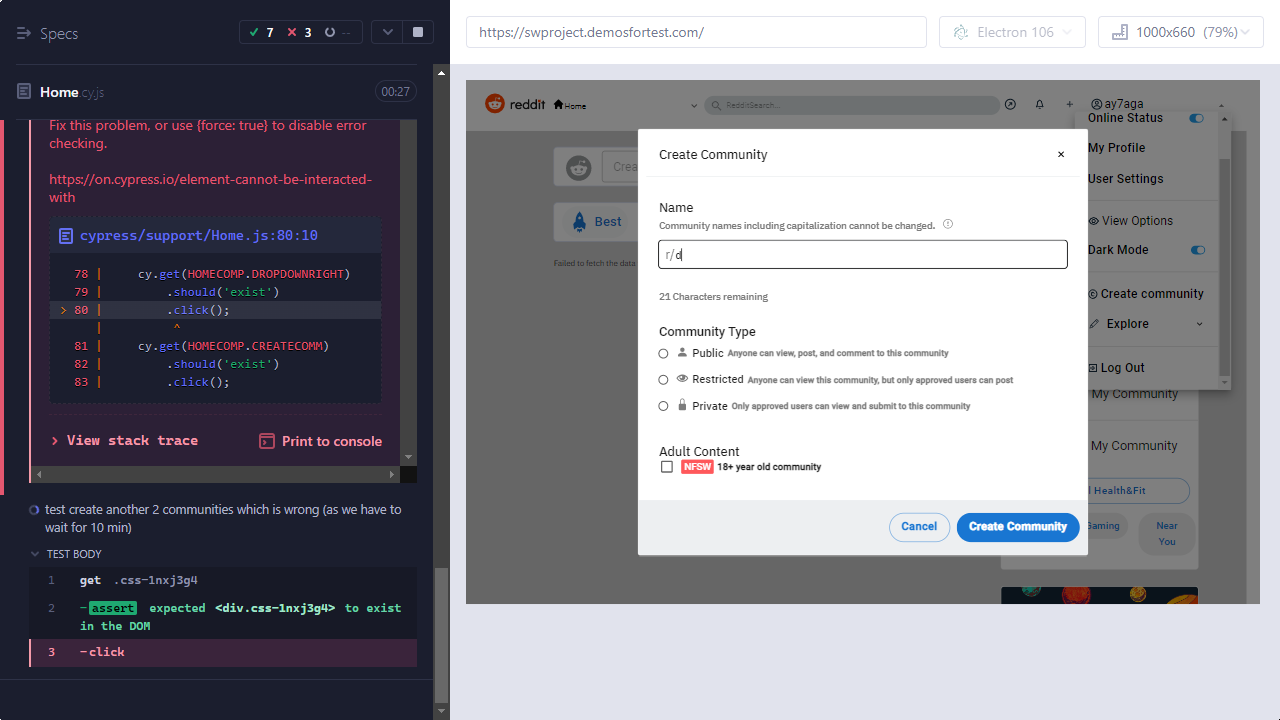 Specs
7
3
--
Home.cy.js
00:27
Fix this problem, or use {force: true} to disable error
checking.
https://on.cypress.io/element-cannot-be-interacted-
with
cypress/support/Home.js:80:10
78 | cy.get(HOMECOMP.DROPDOWNRIGHT)
79 | .should('exist')
> 80 | .click();
| ^
81 | cy.get(HOMECOMP.CREATECOMM)
82 | .should('exist')
83 | .click();
> View stack trace
Print to console
test create another 2 communities which is wrong (as we have to
wait for 10 min)
TEST BODY
1 get .css-1nxj3g4
2 -assert expected <div.css-1nxj3g4> to exist
in the DOM
3 -click
https://swproject.demosfortest.com/
Electron 106
1000x660 (79%)
reddit
Home
RedditSearch...
ay7aga
Online Status
My Profile
User Settings
View Options
Dark Mode
Create community
Explore
Log Out
Crea
Best
Failed to fetch the data
Create Community
×
Name
Community names including capitalization cannot be changed.
r/d
21 Characters remaining
Community Type
Public Anyone can view, post, and comment to this community
Restricted Anyone can view this community, but only approved users can post
Private Only approved users can view and submit to this community
Adult Content
NFSW 18+ year old community
Cancel
Create Community
My Community
My Community
Health&Fit
Gaming
Near
You